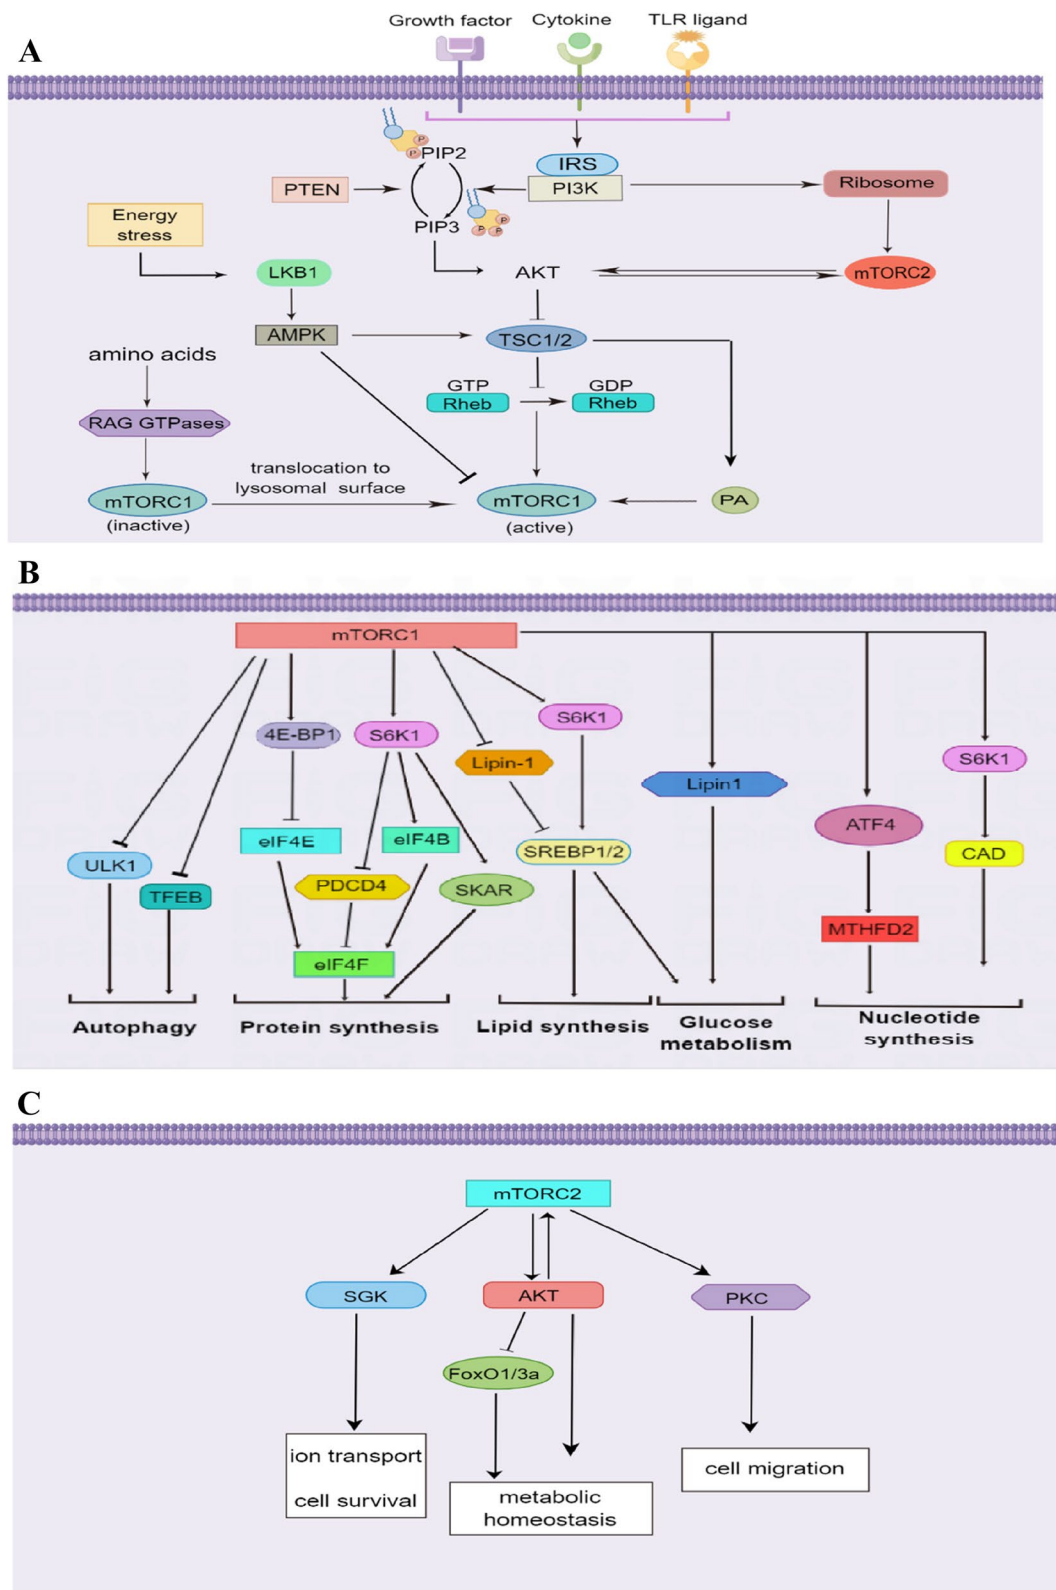 A
Growth factor
Cytokine
TLR ligand
P
P
PIP2
IRS
PI3K
PTEN
Ribosome
PIP3
P
P
P
Energy
stress
LKB1
AKT
mTORC2
AMPK
TSC1/2
amino acids
GTP
Rheb
GDP
Rheb
RAG GTPases
translocation to
lysosomal surface
mTORC1
(inactive)
mTORC1
(active)
PA
B
mTORC1
4E-BP1
S6K1
S6K1
Lipin-1
Lipin1
S6K1
ATF4
eIF4E
eIF4B
SREBP1/2
CAD
ULK1
TFEB
PDCD4
SKAR
MTHFD2
eIF4F
Autophagy
Protein synthesis
Lipid synthesis
Glucose
metabolism
Nucleotide
synthesis
C
mTORC2
SGK
AKT
PKC
FoxO1/3a
ion transport
cell survival
metabolic
homeostasis
cell migration